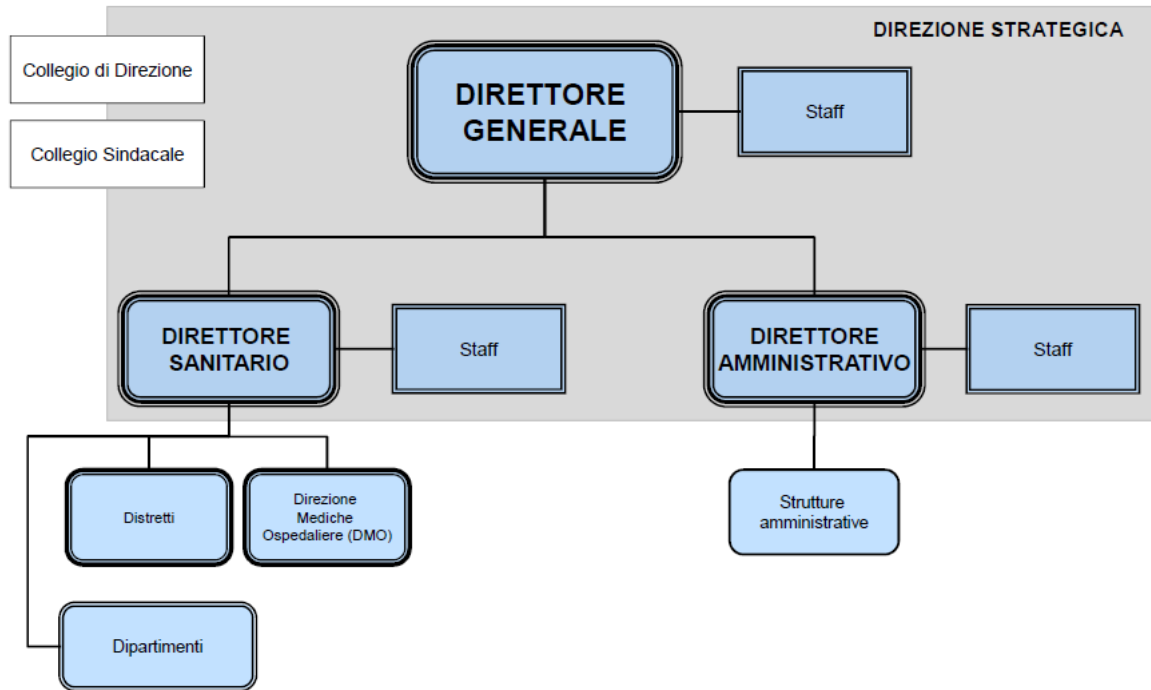 DIREZIONE STRATEGICA
Collegio di Direzione
Collegio Sindacale
DIRETTORE
GENERALE
Staff
DIRETTORE
SANITARIO
Staff
DIRETTORE
AMMINISTRATIVO
Staff
Distretti
Direzione
Mediche
Ospedaliere (DMO)
Strutture
amministrative
Dipartimenti